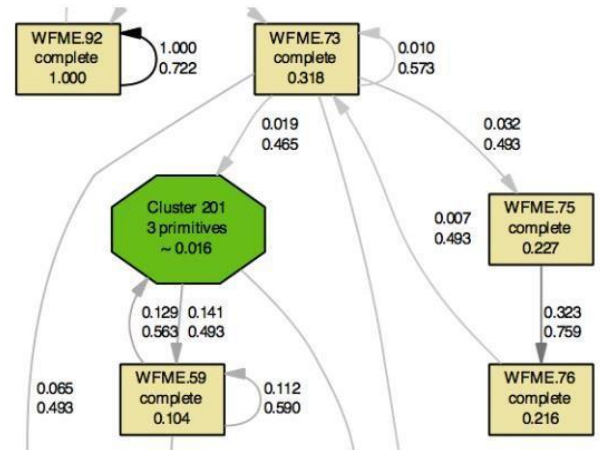 WFME.92
complete
1.000
1.000
0.722
WFME.73
complete
0.318
0.010
0.573
0.019
0.465
0.032
0.493
Cluster 201
3 primitives
~ 0.016
0.007
0.493
WFME.75
complete
0.227
0.129
0.563
0.141
0.493
0.323
0.759
0.065
0.493
WFME.59
complete
0.104
0.112
0.590
WFME.76
complete
0.216